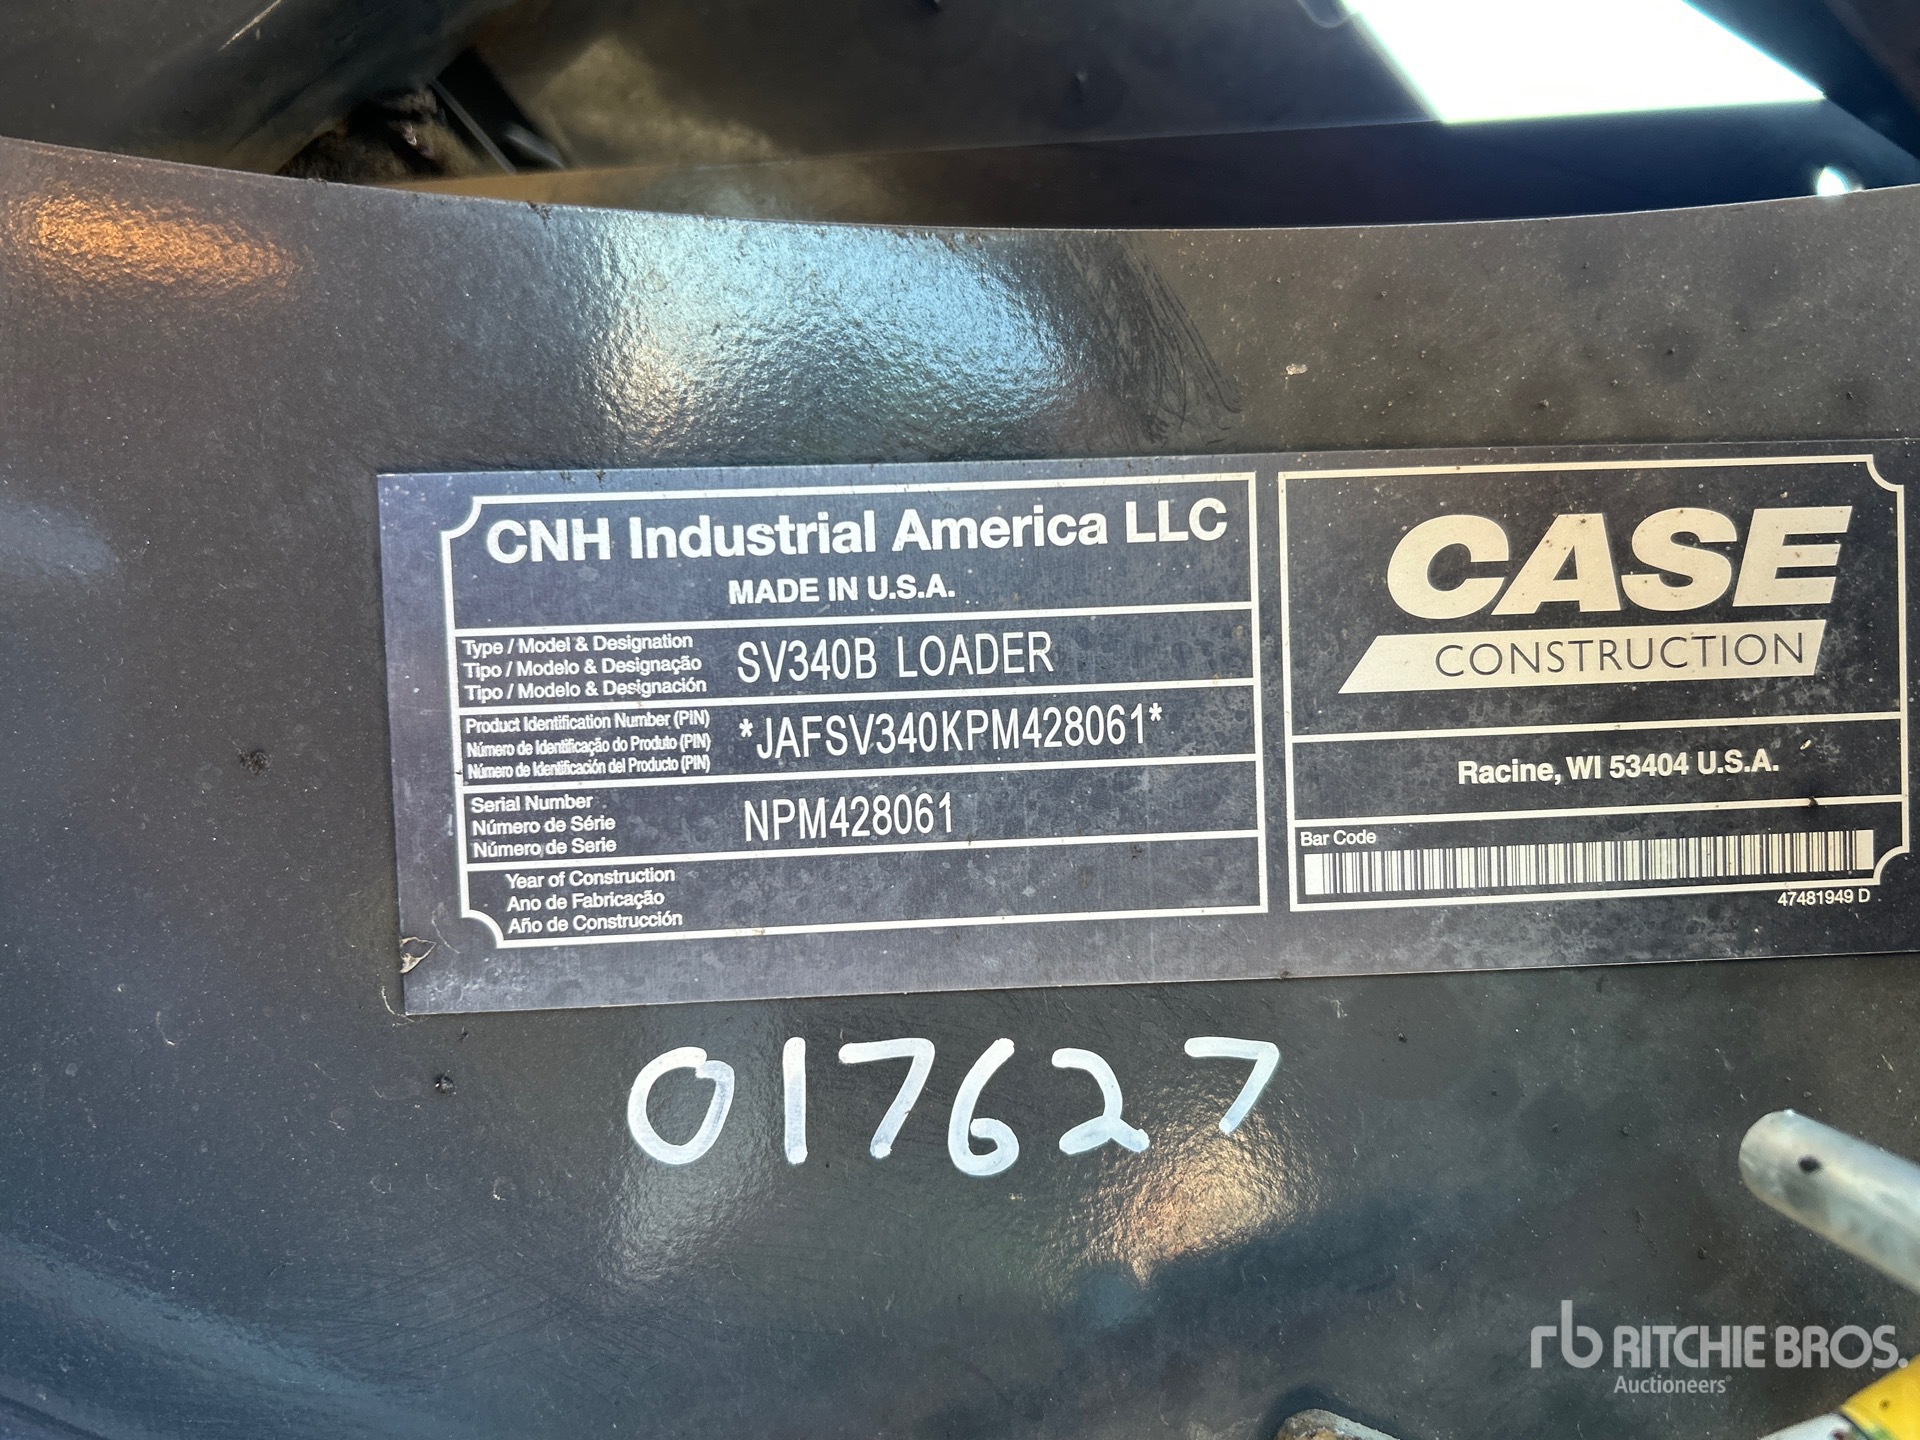 CNH Industrial America LLC
MADE IN U.S.A.
Type / Model & Designation
Tipo / Modelo & Designação
Tipo / Modelo & Designación
SV340B LOADER
Product Identification Number (PIN)
Número de Identificação do Produto (PIN)
Número de Identificación del Producto (PIN)
*JAFSV340KPM428061*
Serial Number
Número de Série
Número de Serie
NPM428061
Year of Construction
Ano de Fabricação
Año de Construcción
CASE
CONSTRUCTION
Racine, WI 53404 U.S.A.
Bar Code
47481949 D
017627
rb RITCHIE BROS.
Auctioneers